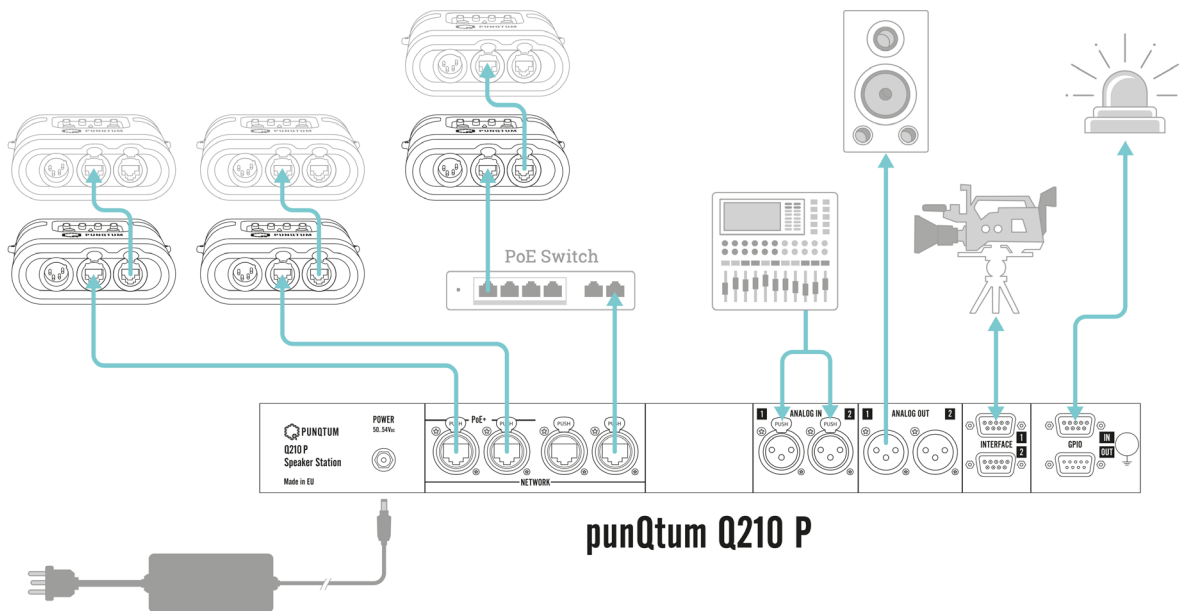 PUNQTUM
PUNQTUM
PUNQTUM
PUNQTUM
PUNQTUM
PUNQTUM
PoE Switch
PUNQTUM
Q210 P
Speaker Station
Made in EU
POWER
50..54VDC
PoE+
PUSH
PUSH
PUSH
PUSH
NETWORK
1 ANALOG IN 2
PUSH
PUSH
1 ANALOG OUT 2
INTERFACE
1
2
GPIO
IN
OUT
punQtum Q210 P